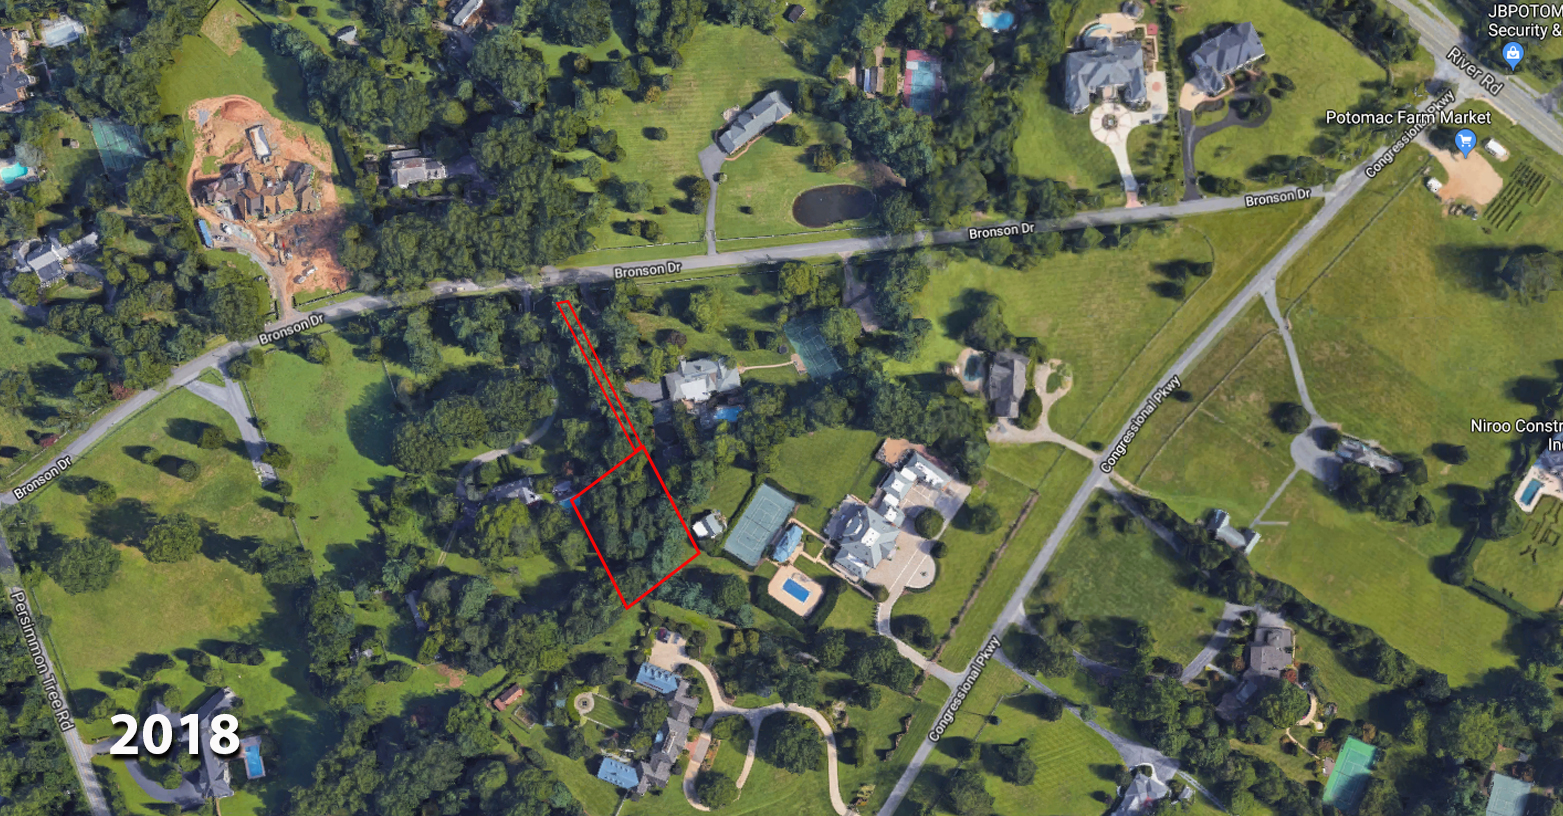 JBPOTOM
Security &
River Rd
Potomac Farm Market
Congressional Pkwy
Bronson Dr
Bronson Dr
Bronson Dr
Bronson Dr
Congressional Pkwy
Niroo Constr
In
Bronson Dr
Persimmon Tree Rd
Congressional Pkwy
2018